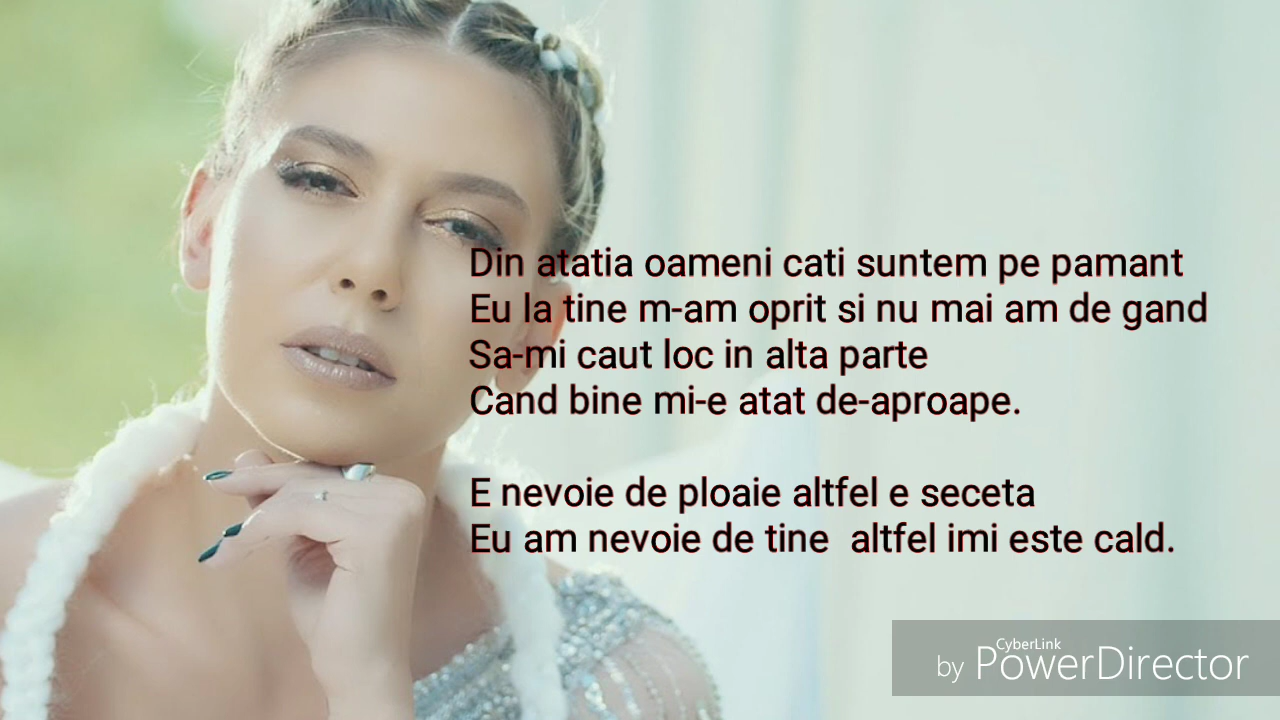 Din atatia oameni cati suntem pe pamant
Eu la tine m-am oprit si nu mai am de gand
Sa-mi caut loc in alta parte
Cand bine mi-e atat de-aproape.
E nevoie de ploaie altfel e seceta
Eu am nevoie de tine  altfel imi este cald.
CyberLink
by PowerDirector